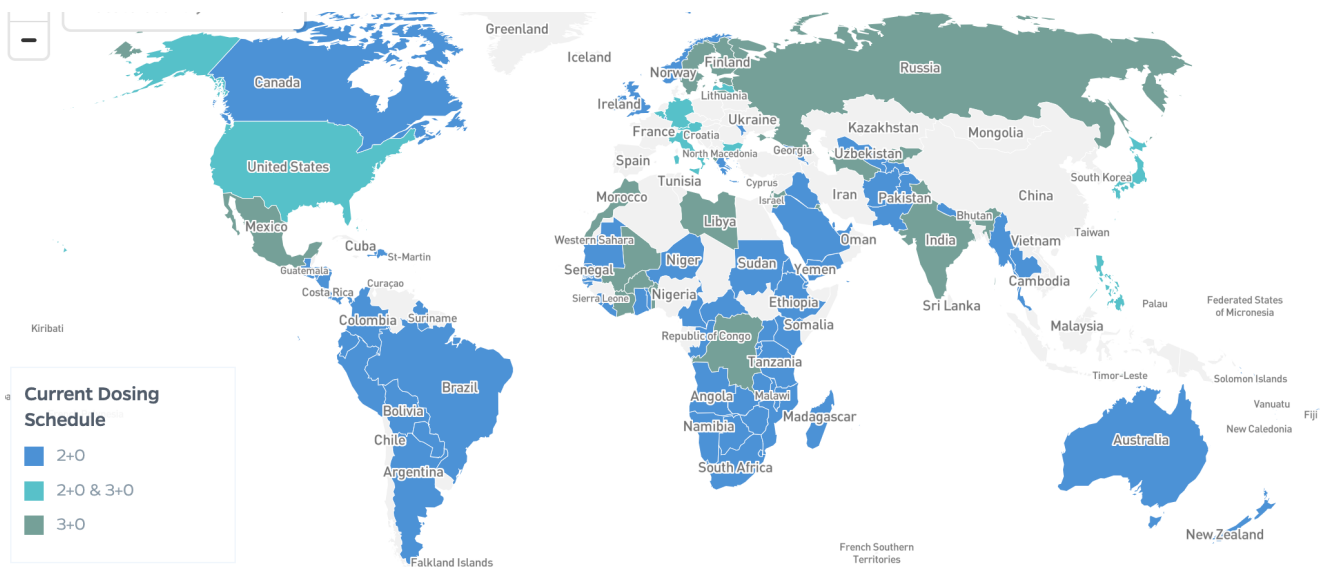 Greenland
Iceland
Canada
Norway
Finland
Russia
Ireland
Lithuania
Ukraine
France
Croatia
Kazakhstan
Mongolia
North Macedonia
Georgia
Uzbekistan
Spain
United States
South Korea
Tunisia
Cyprus
Iran
China
Morocco
Israel
Pakistan
Mexico
Libya
Bhutan
Taiwan
Cuba
St-Martin
Western Sahara
Oman
India
Vietnam
Guatemala
Senegal
Niger
Sudan
Yemen
Cambodia
Costa Rica
Curaçao
Sierra Leone
Nigeria
Ethiopia
Sri Lanka
Palau
Federated States
of Micronesia
Kiribati
Colombia
Suriname
Republic of Congo
Somalia
Malaysia
Tanzania
Timor-Leste
Solomon Islands
Brazil
Angola
Malawi
Vanuatu
Fiji
Bolivia
Namibia
Madagascar
New Caledonia
Chile
Australia
Argentina
South Africa
New Zealand
French Southern
Territories
Falkland Islands
Current Dosing
Schedule
2+0
2+0 & 3+0
3+0